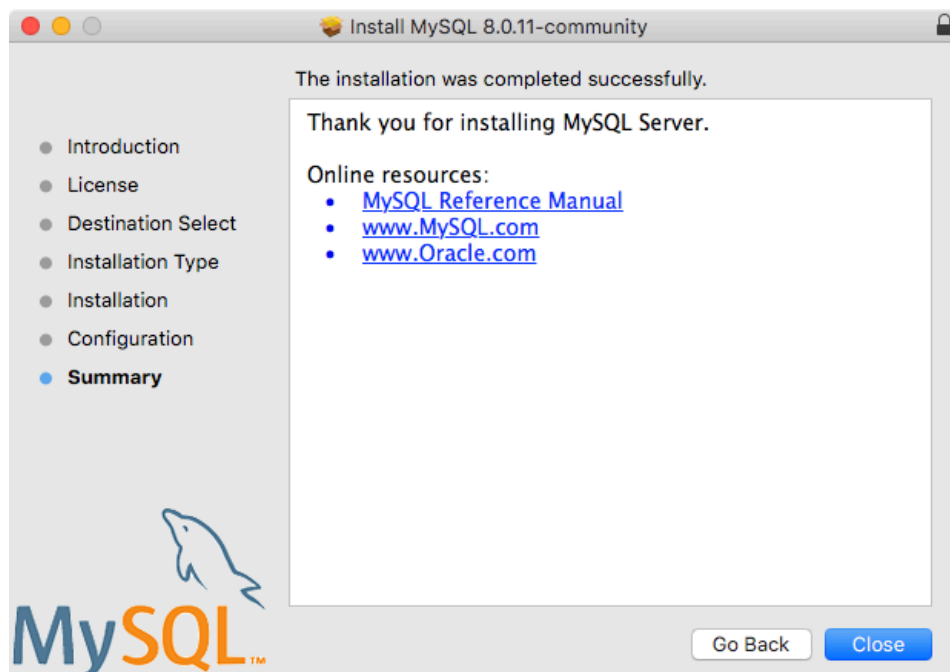 Install MySQL 8.0.11-community
The installation was completed successfully.
Introduction
License
Destination Select
Installation Type
Installation
Configuration
Summary
Thank you for installing MySQL Server.
Online resources:
• MySQL Reference Manual
• www.MySQL.com
• www.Oracle.com
MySQL™
Go Back
Close